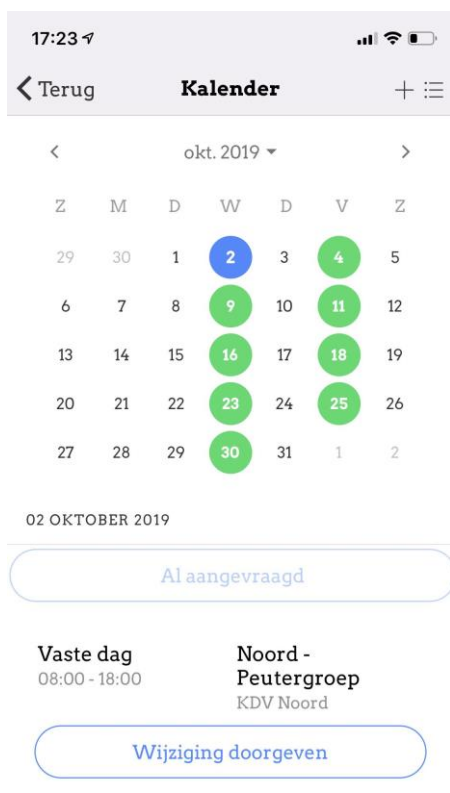 17:23
Terug Kalender
okt. 2019
Z M D W D V Z
29 30 1 2 3 4 5
6 7 8 9 10 11 12
13 14 15 16 17 18 19
20 21 22 23 24 25 26
27 28 29 30 31 1 2
02 OKTOBER 2019
Al aangevraagd
Vaste dag
08:00 - 18:00
Noord -
Peutergroep
KDV Noord
Wijziging doorgeven